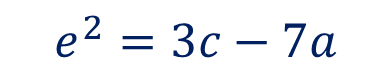 e² = 3c − 7a